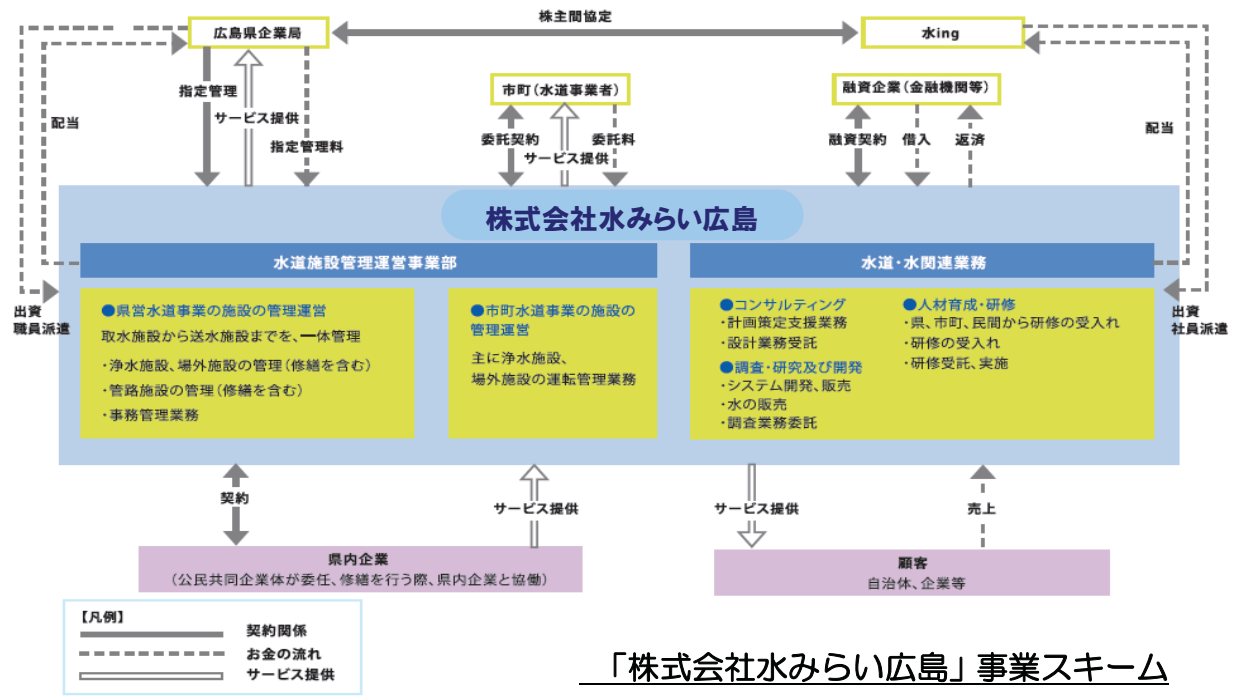 株主間協定
広島県企業局
水ing
指定管理
サービス提供
指定管理料
配当
市町(水道事業者)
委託契約
サービス提供
委託料
融資企業(金融機関等)
融資契約
借入
返済
配当
株式会社水みらい広島
水道施設管理運営事業部
水道・水関連業務
出資
職員派遣
●県営水道事業の施設の管理運営
取水施設から送水施設までを、一体管理
・浄水施設、場外施設の管理(修繕を含む)
・管路施設の管理(修繕を含む)
・事務管理業務
●市町水道事業の施設の
管理運営
主に浄水施設、
場外施設の運転管理業務
●コンサルティング
・計画策定支援業務
・設計業務受託
●調査・研究及び開発
・システム開発、販売
・水の販売
・調査業務委託
●人材育成・研修
・県、市町、民間から研修の受入れ
・研修の受入れ
・研修受託、実施
出資
社員派遣
契約
サービス提供
サービス提供
売上
県内企業
(公民共同企業体が委任、修繕を行う際、県内企業と協働)
顧客
自治体、企業等
【凡例】
契約関係
お金の流れ
サービス提供
「株式会社水みらい広島」事業スキーム